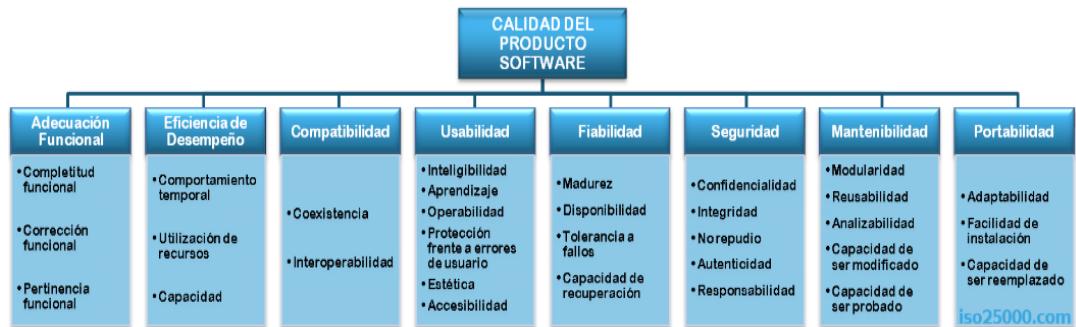 CALIDAD DEL
PRODUCTO
SOFTWARE
Adecuación
Funcional
•Completitud
funcional
•Corrección
funcional
•Pertinencia
funcional
Eficiencia de
Desempeño
•Comportamiento
temporal
•Utilización de
recursos
•Capacidad
Compatibilidad
•Coexistencia
•Interoperabilidad
Usabilidad
•Inteligibilidad
•Aprendizaje
•Operabilidad
•Protección
frente a errores
de usuario
•Estética
•Accesibilidad
Fiabilidad
•Madurez
•Disponibilidad
•Tolerancia a
fallos
•Capacidad de
recuperación
Seguridad
•Confidencialidad
•Integridad
•No repudio
•Autenticidad
•Responsabilidad
Mantenibilidad
•Modularidad
•Reusabilidad
•Analizabilidad
•Capacidad de
ser modificado
•Capacidad de
ser probado
Portabilidad
•Adaptabilidad
•Facilidad de
instalación
•Capacidad de
ser reemplazado
iso25000.com